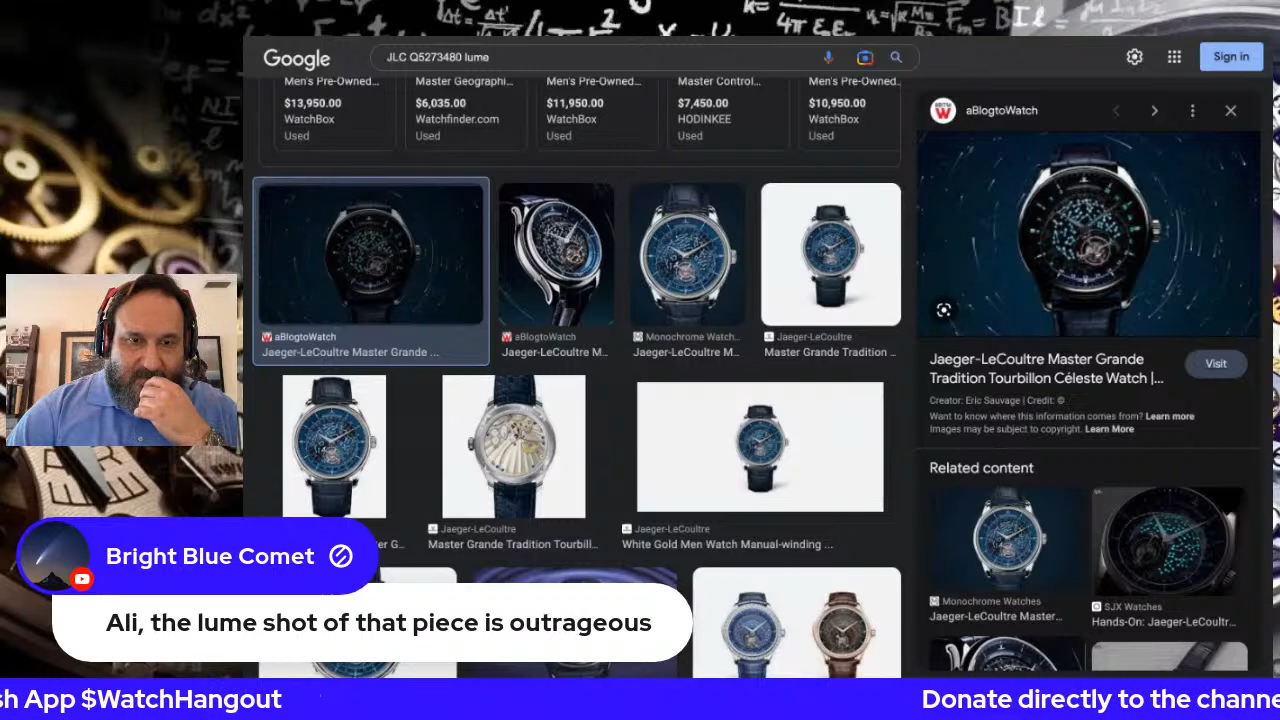 Google
JLC Q5273480 lume
Sign in
Men's Pre-Owned...
$13,950.00
WatchBox
Used
Master Geographi...
$6,035.00
Watchfinder.com
Used
Men's Pre-Owned...
$11,950.00
WatchBox
Used
Master Control...
$7,450.00
HODINKEE
Used
Men's Pre-Owned...
$10,950.00
WatchBox
Used
aBlogtoWatch
Jaeger-LeCoultre Master Grande ...
aBlogtoWatch
Jaeger-LeCoultre M...
Monochrome Watch...
Jaeger-LeCoultre M...
Jaeger-LeCoultre
Master Grande Tradition ...
Jaeger-LeCoultre
Master Grande Tradition Tourbill...
Jaeger-LeCoultre
White Gold Men Watch Manual-winding ...
aBlogtoWatch
Jaeger-LeCoultre Master Grande
Tradition Tourbillon Céleste Watch |...
Visit
Creator: Eric Sauvage | Credit: ©
Want to know where this information comes from? Learn more
Images may be subject to copyright. Learn More
Related content
Monochrome Watches
Jaeger-LeCoultre Master...
SJX Watches
Hands-On: Jaeger-LeCoultr...
Bright Blue Comet
Ali, the lume shot of that piece is outrageous
sh App $WatchHangout
Donate directly to the channe